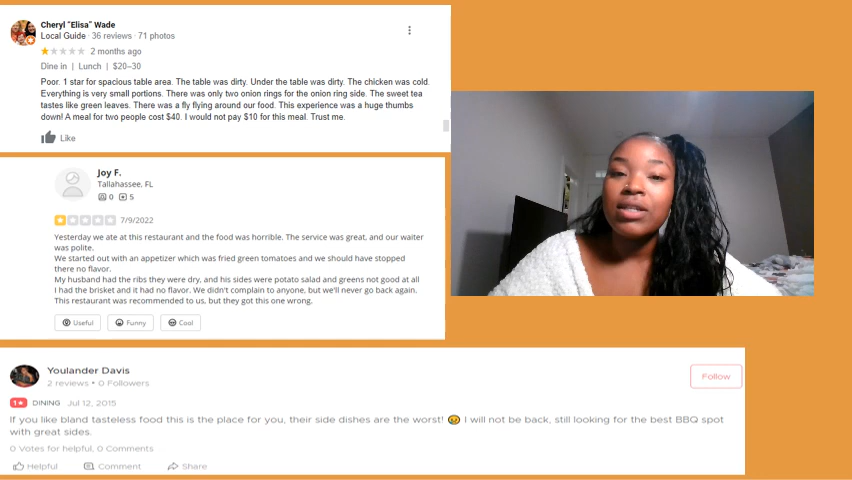 Cheryl "Elisa" Wade
Local Guide · 36 reviews · 71 photos
2 months ago
Dine in | Lunch | $20–30
Poor. 1 star for spacious table area. The table was dirty. Under the table was dirty. The chicken was cold.
Everything is very small portions. There was only two onion rings for the onion ring side. The sweet tea
tastes like green leaves. There was a fly flying around our food. This experience was a huge thumbs
down! A meal for two people cost $40. I would not pay $10 for this meal. Trust me.
Like
Joy F.
Tallahassee, FL
0 5
7/9/2022
Yesterday we ate at this restaurant and the food was horrible. The service was great, and our waiter
was polite.
We started out with an appetizer which was fried green tomatoes and we should have stopped
there no flavor.
My husband had the ribs they were dry, and his sides were potato salad and greens not good at all
I had the brisket and it had no flavor. We didn't complain to anyone, but we'll never go back again.
This restaurant was recommended to us, but they got this one wrong.
Useful Funny Cool
Youlander Davis
2 reviews • 0 Followers
Follow
1★ DINING Jul 12, 2015
If you like bland tasteless food this is the place for you, their side dishes are the worst! 😖 I will not be back, still looking for the best BBQ spot
with great sides.
0 Votes for helpful, 0 Comments
Helpful Comment Share